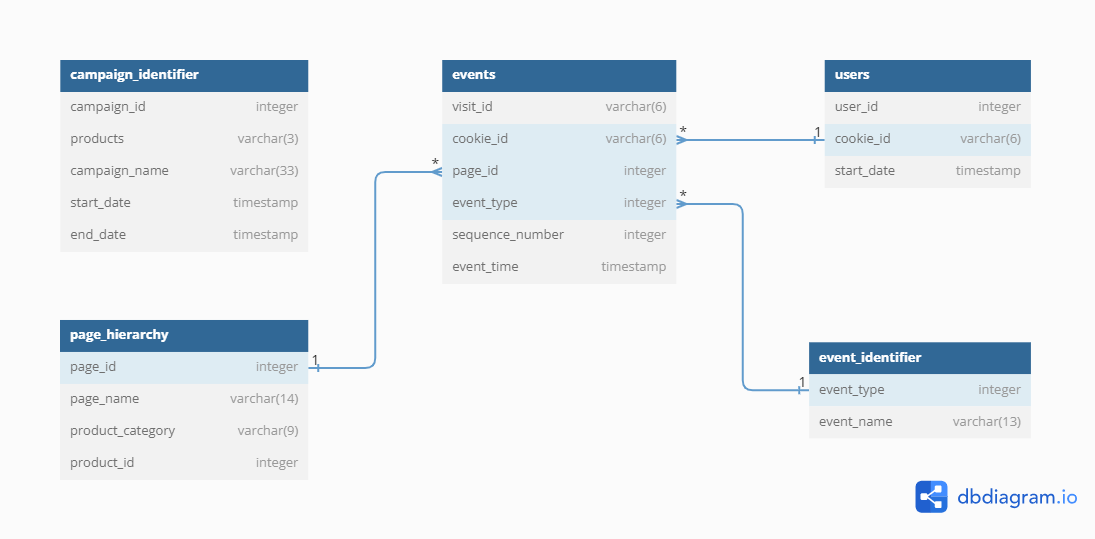 campaign_identifier
campaign_id integer
products varchar(3)
campaign_name varchar(33)
start_date timestamp
end_date timestamp
events
visit_id varchar(6)
cookie_id varchar(6)
page_id integer
event_type integer
sequence_number integer
event_time timestamp
users
user_id integer
cookie_id varchar(6)
start_date timestamp
* 1
*
*
page_hierarchy
page_id integer
page_name varchar(14)
product_category varchar(9)
product_id integer
1
event_identifier
event_type integer
event_name varchar(13)
1
dbdiagram.io